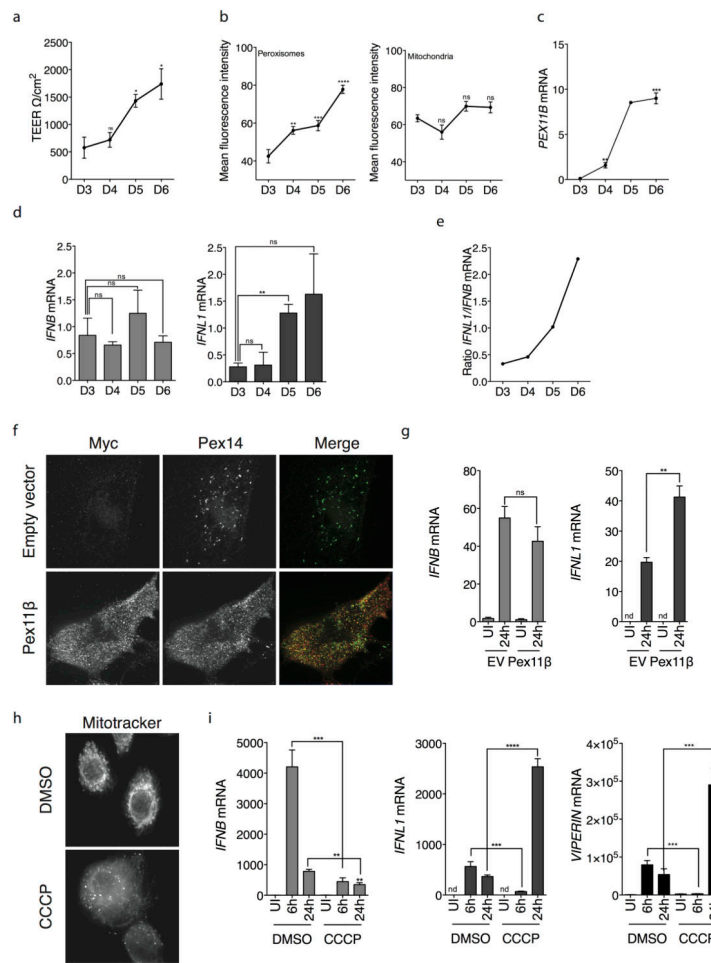 a
TEER Ω/cm²
2500
2000
1500
1000
500
0
ns
*
*
D3 D4 D5 D6
b
Mean fluorescence intensity
Peroxisomes
100
80
60
40
**
***
****
D3 D4 D5 D6
Mean fluorescence intensity
Mitochondria
100
80
60
40
ns
ns
ns
D3 D4 D5 D6
c
PEX11B mRNA
15
10
5
0
**
***
D3 D4 D5 D6
d
IFNB mRNA
2.5
2.0
1.5
1.0
0.5
0.0
ns
ns
ns
D3 D4 D5 D6
IFNL1 mRNA
2.5
2.0
1.5
1.0
0.5
0.0
ns
**
ns
D3 D4 D5 D6
e
Ratio IFNL1/IFNB mRNA
2.5
2.0
1.5
1.0
0.5
0.0
D3 D4 D5 D6
f
Myc Pex14 Merge
Empty vector
Pex11β
g
IFNB mRNA
80
60
40
20
0
ns
UI 24h UI 24h
EV Pex11β
IFNL1 mRNA
50
40
30
20
10
0
**
nd nd
UI 24h UI 24h
EV Pex11β
h
Mitotracker
DMSO
CCCP
i
IFNB mRNA
5000
4000
3000
2000
1000
0
***
**
**
UI 6h 24h UI 6h 24h
DMSO CCCP
IFNL1 mRNA
3000
2000
1000
0
****
***
nd nd
UI 6h 24h UI 6h 24h
DMSO CCCP
VIPERIN mRNA
4×10⁵
3×10⁵
2×10⁵
1×10⁵
0
***
***
UI 6h 24h UI 6h
DMSO CCCP